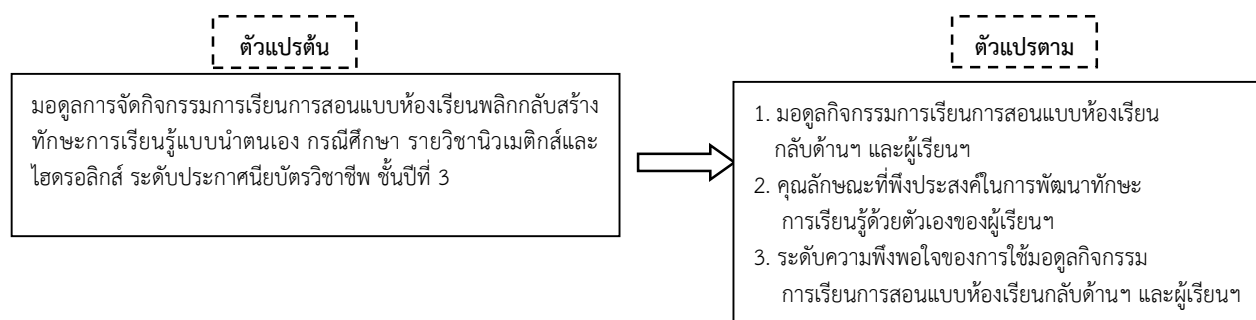 ตัวแปรต้น
มอดูลการจัดกิจกรรมการเรียนการสอนแบบห้องเรียนพลิกกลับสร้าง
ทักษะการเรียนรู้แบบนำตนเอง กรณีศึกษา รายวิชานิวเมติกส์และ
ไฮดรอลิกส์ ระดับประกาศนียบัตรวิชาชีพ ชั้นปีที่ 3
ตัวแปรตาม
1. มอดูลกิจกรรมการเรียนการสอนแบบห้องเรียน
กลับด้านฯ และผู้เรียนฯ
2. คุณลักษณะที่พึงประสงค์ในการพัฒนาทักษะ
การเรียนรู้ด้วยตัวเองของผู้เรียนฯ
3. ระดับความพึงพอใจของการใช้มอดูลกิจกรรม
การเรียนการสอนแบบห้องเรียนกลับด้านฯ และผู้เรียนฯ